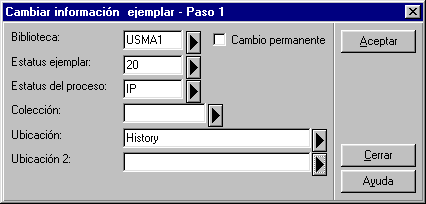 Cambiar información ejemplar - Paso 1
Biblioteca: USMA1 Cambio permanente Aceptar
Estatus ejemplar: 20
Estatus del proceso: IP
Colección:
Ubicación: History
Ubicación 2:
Cerrar
Ayuda